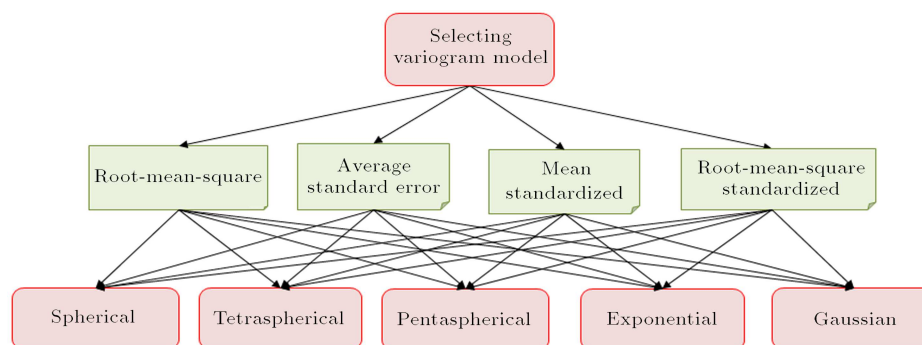 Selecting
variogram model
Root-mean-square
Average
standard error
Mean
standardized
Root-mean-square
standardized
Spherical
Tetraspherical
Pentaspherical
Exponential
Gaussian